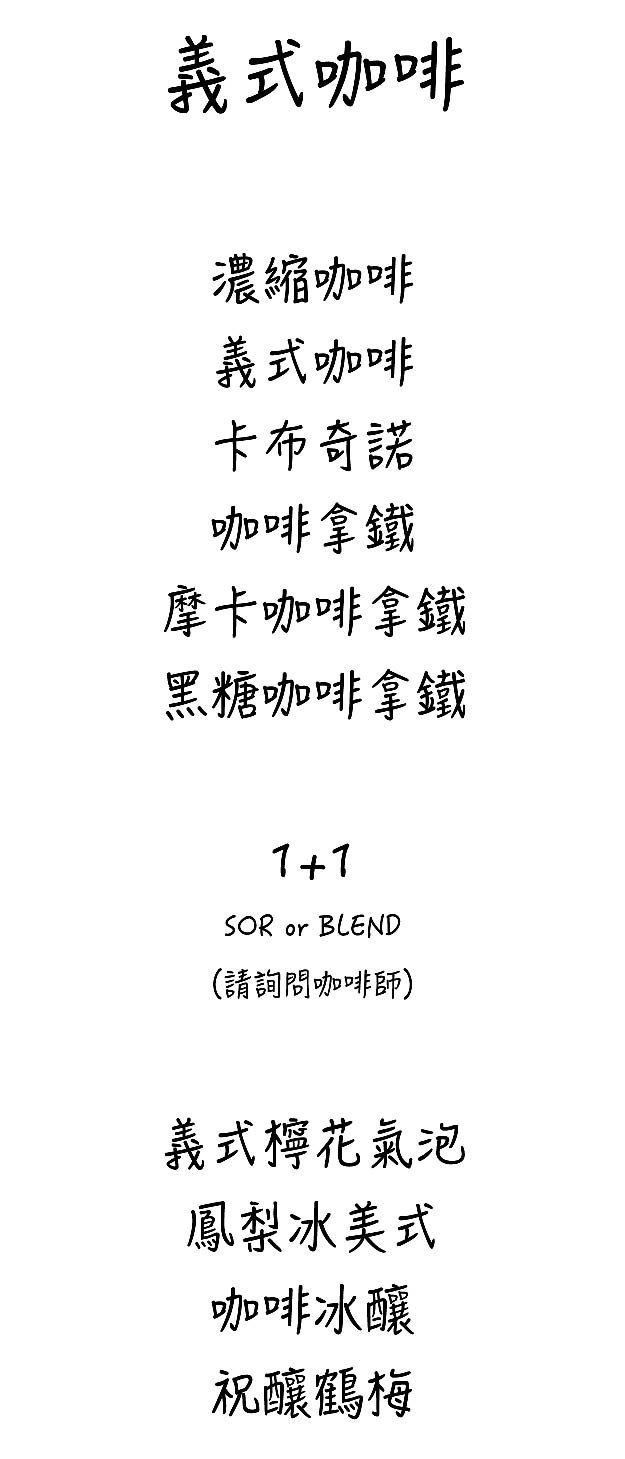 義式咖啡
濃縮咖啡
義式咖啡
卡布奇諾
咖啡拿鐵
摩卡咖啡拿鐵
黑糖咖啡拿鐵
1+1
SOR or BLEND
(請詢問咖啡師)
義式檸花氣泡
鳳梨冰美式
咖啡冰釀
祝釀鶴梅